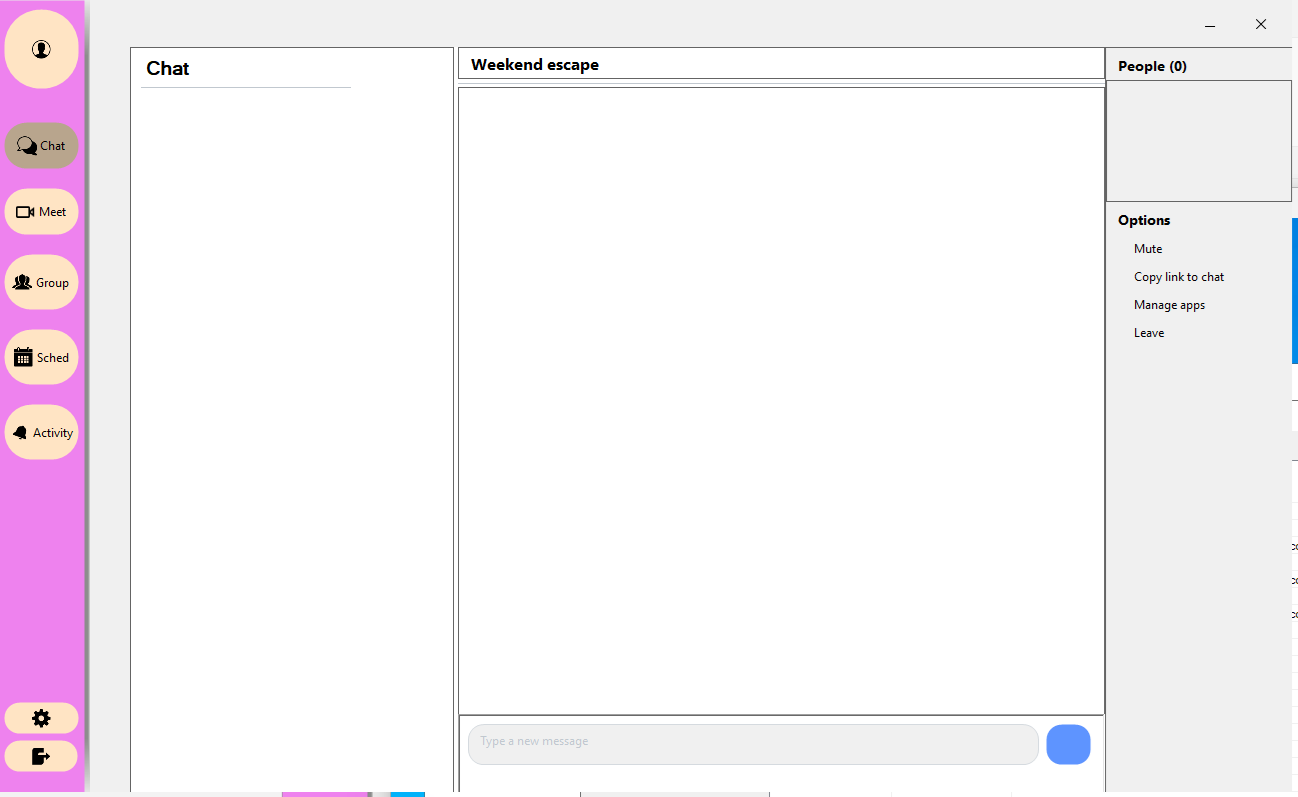 Chat
Meet
Group
Sched
Activity
Chat
Weekend escape
Type a new message
People (0)
Options
Mute
Copy link to chat
Manage apps
Leave